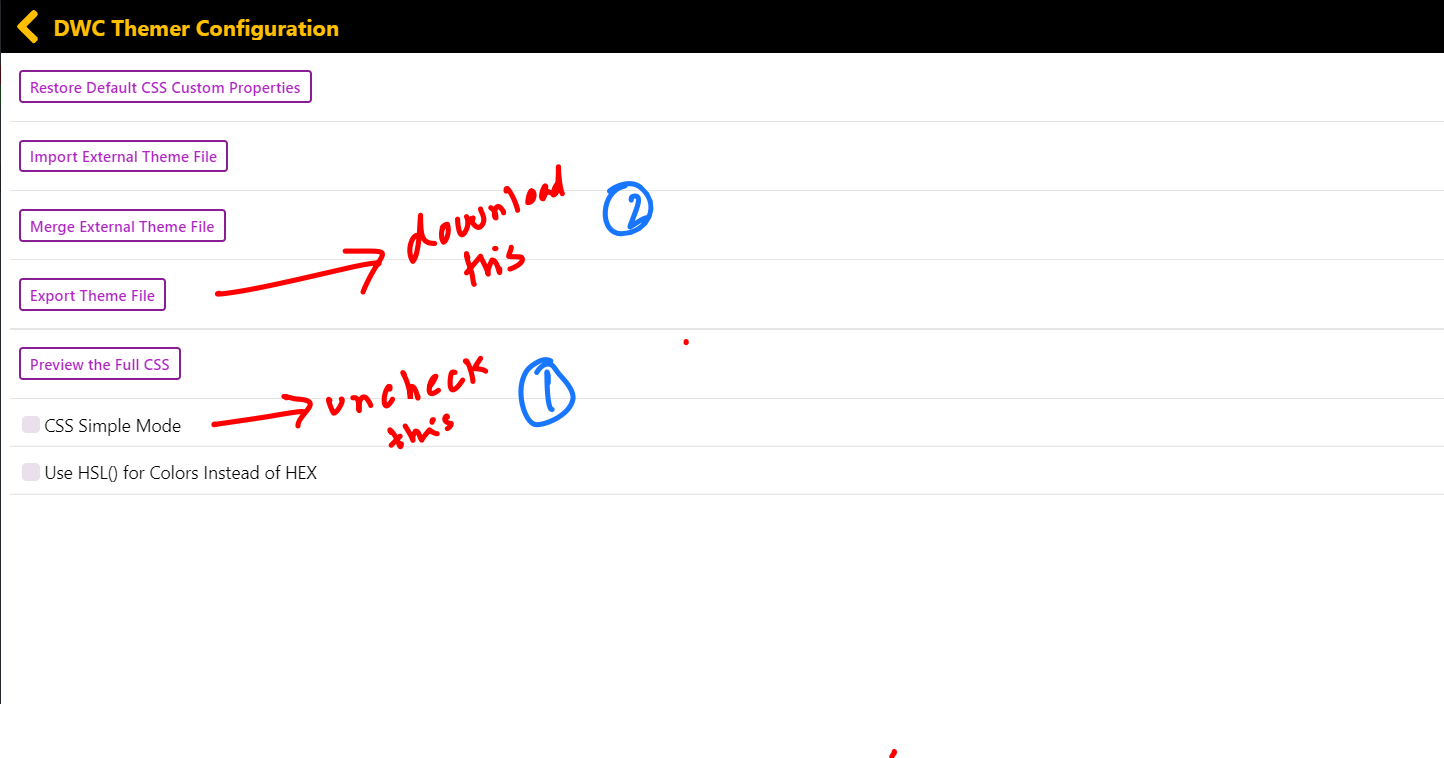 DWC Themer Configuration
Restore Default CSS Custom Properties
Import External Theme File
download
2
Merge External Theme File
this
Export Theme File
Preview the Full CSS
uncheck
1
CSS Simple Mode
this
Use HSL() for Colors Instead of HEX